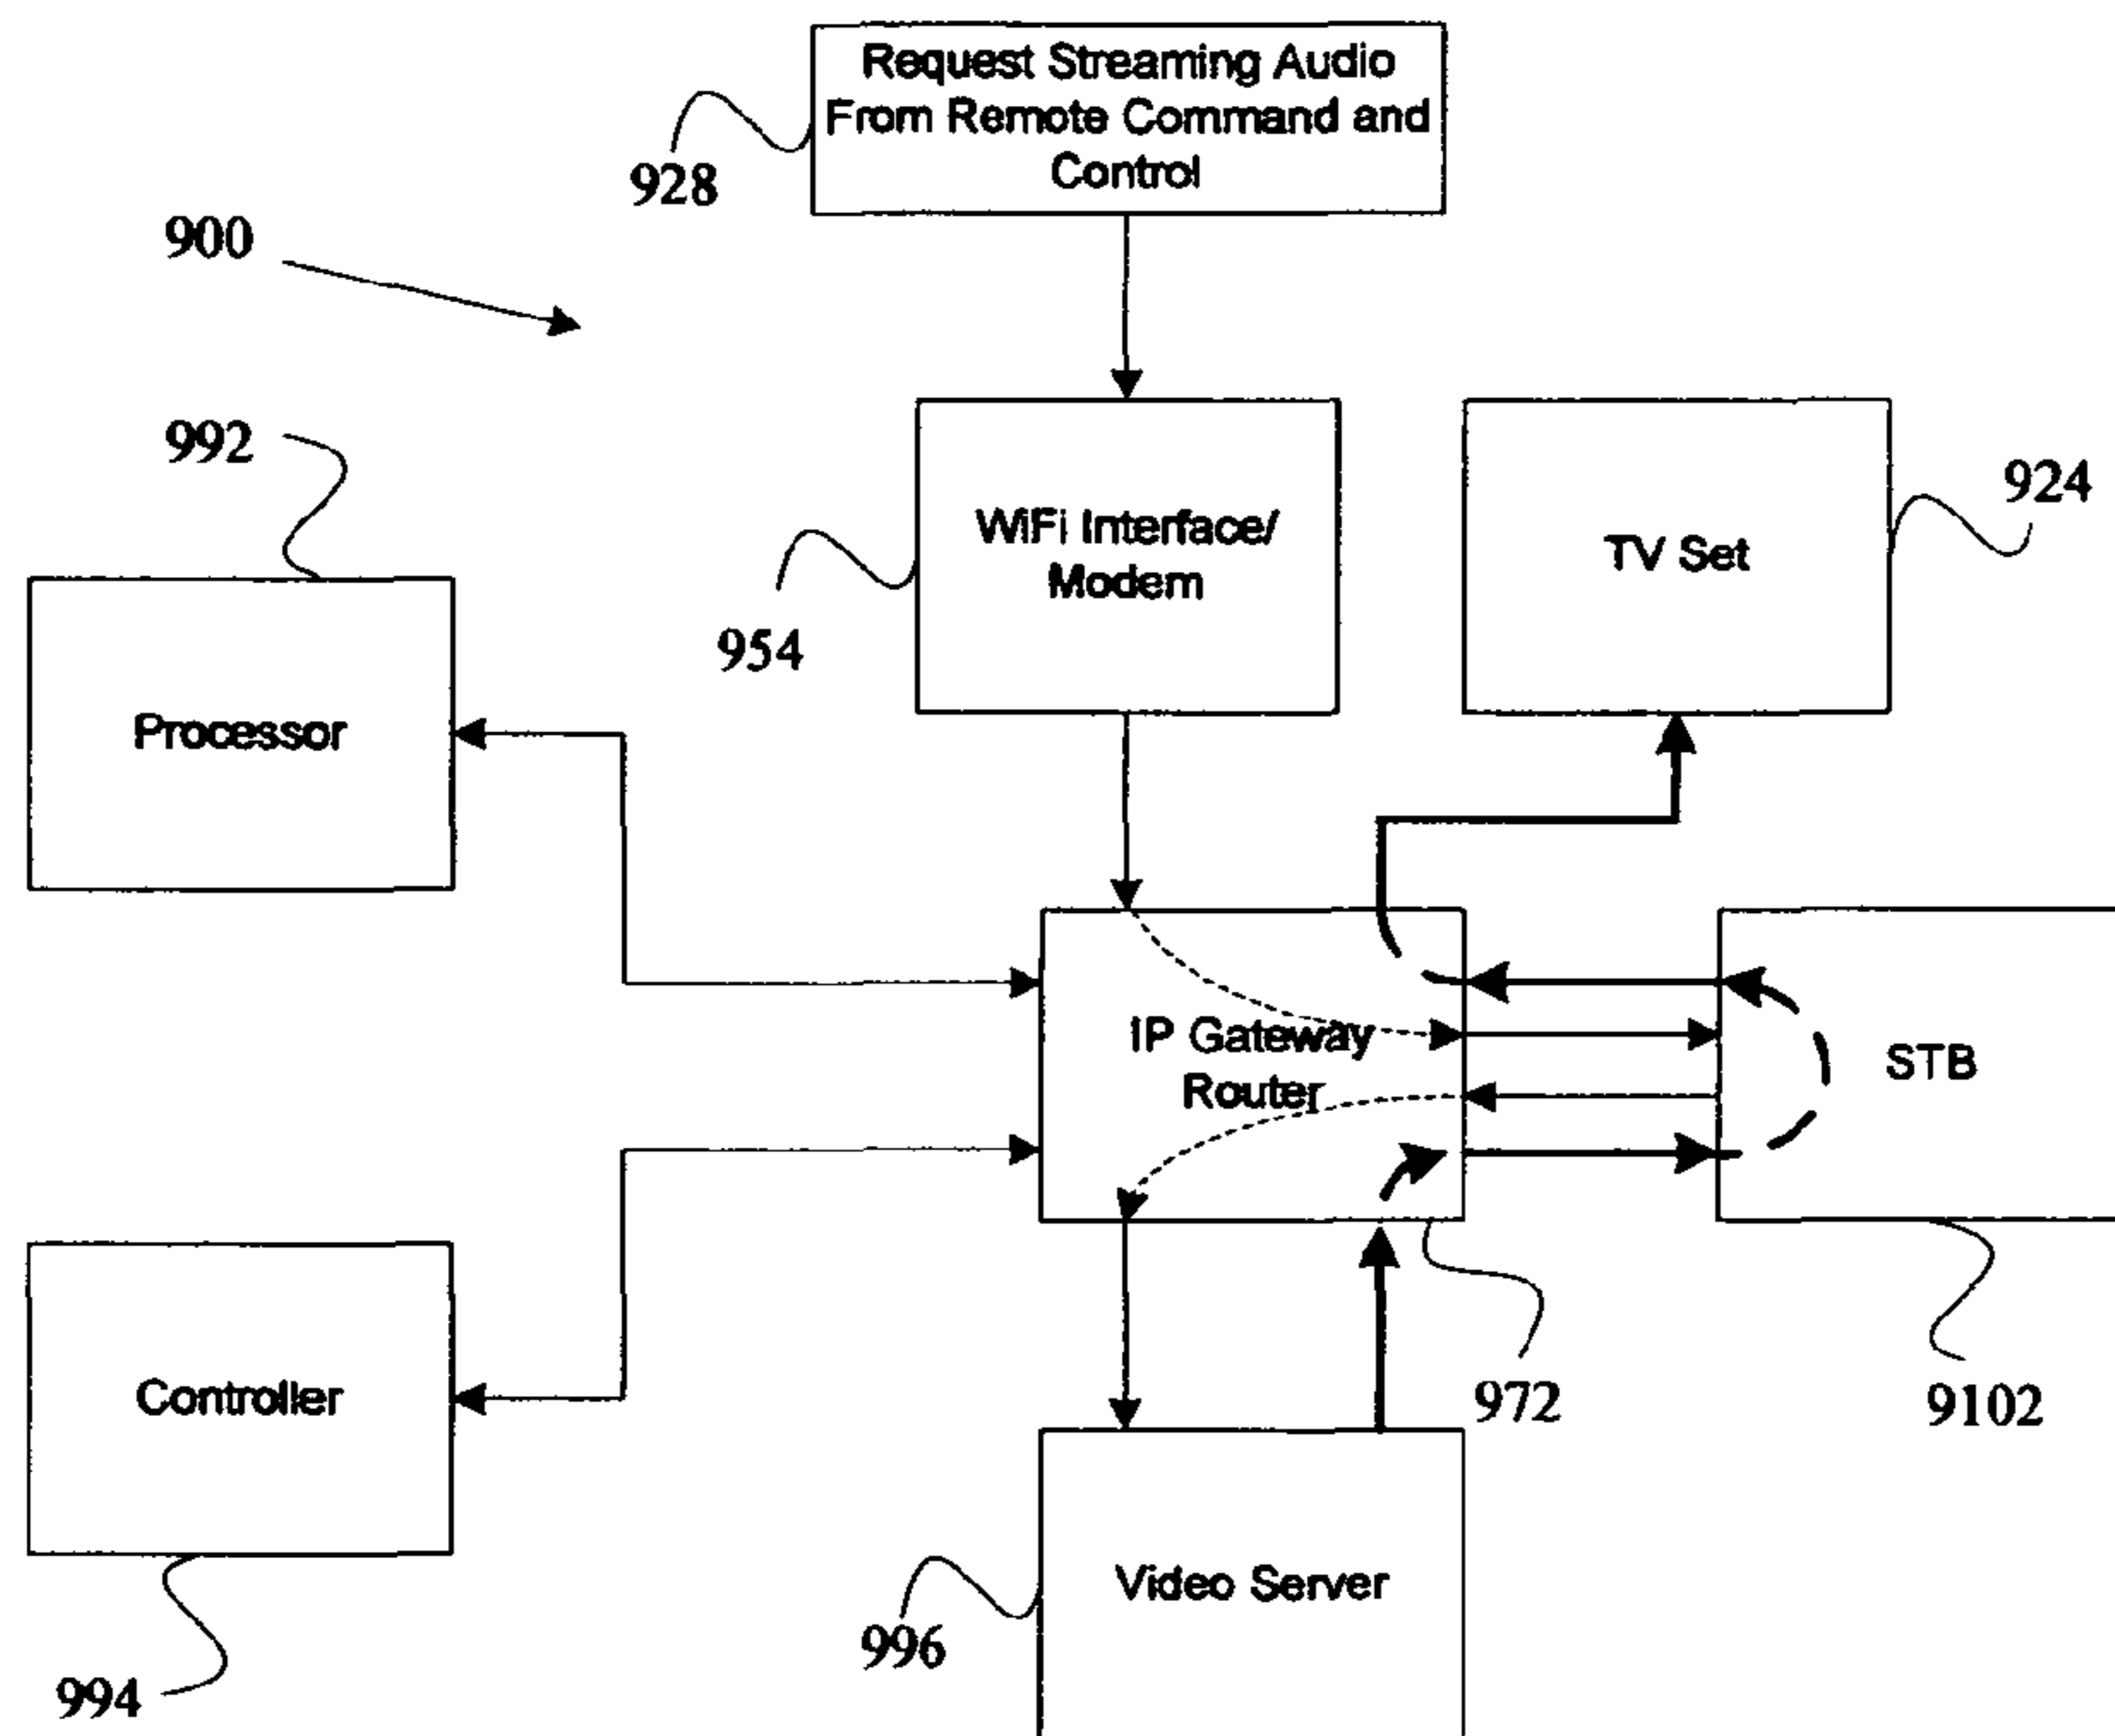 Request Streaming Audio
From Remote Command and
Control
928
900
992
WiFi Interface/
Modem
954
TV Set
924
Processor
IP Gateway
Router
STB
972
9102
Controller
994
Video Server
996